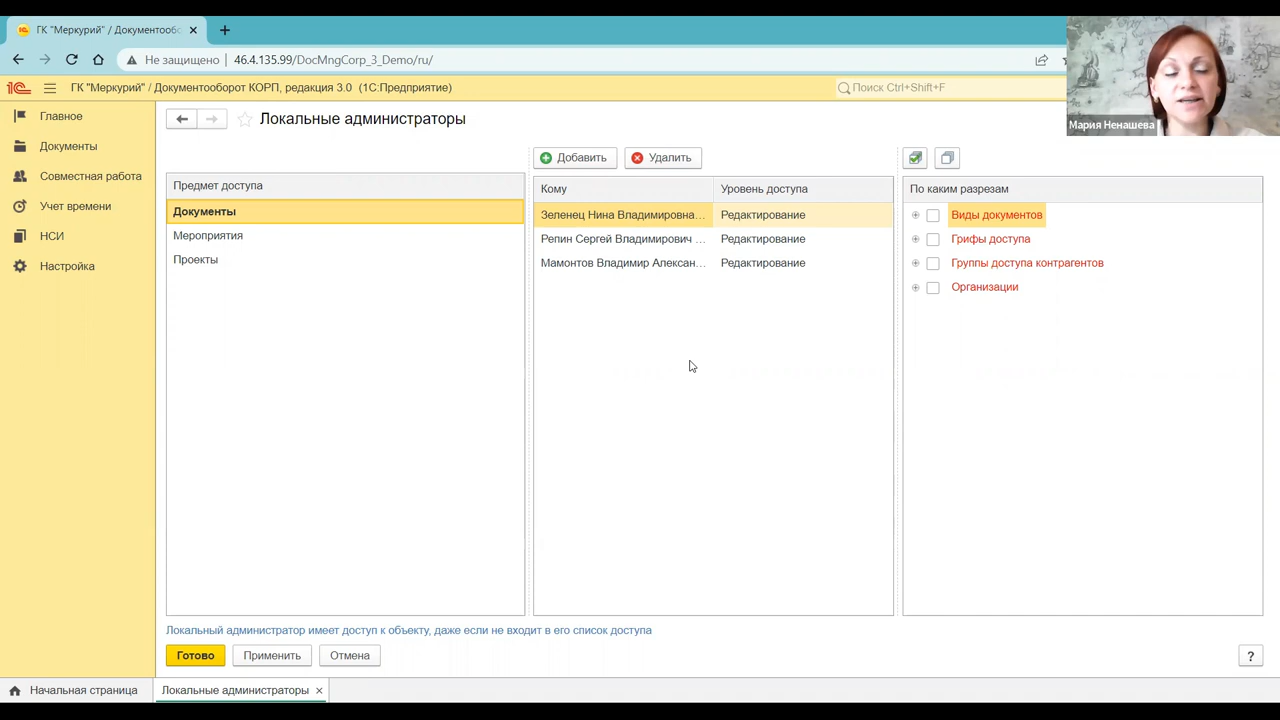 ГК "Меркурий" / Документообо
Не защищено
46.4.135.99/DocMngCorp_3_Demo/ru/
1С
ГК "Меркурий" / Документооборот КОРП, редакция 3.0 (1С:Предприятие)
Поиск Ctrl+Shift+F
Мария Ненашева
Главное
Документы
Совместная работа
Учет времени
НСИ
Настройка
Локальные администраторы
Добавить
Удалить
Предмет доступа
Документы
Мероприятия
Проекты
Кому
Уровень доступа
Зеленец Нина Владимировна...
Редактирование
Репин Сергей Владимирович ...
Редактирование
Мамонтов Владимир Алексан...
Редактирование
По каким разрезам
Виды документов
Грифы доступа
Группы доступа контрагентов
Организации
Локальный администратор имеет доступ к объекту, даже если не входит в его список доступа
Готово
Применить
Отмена
?
Начальная страница
Локальные администраторы